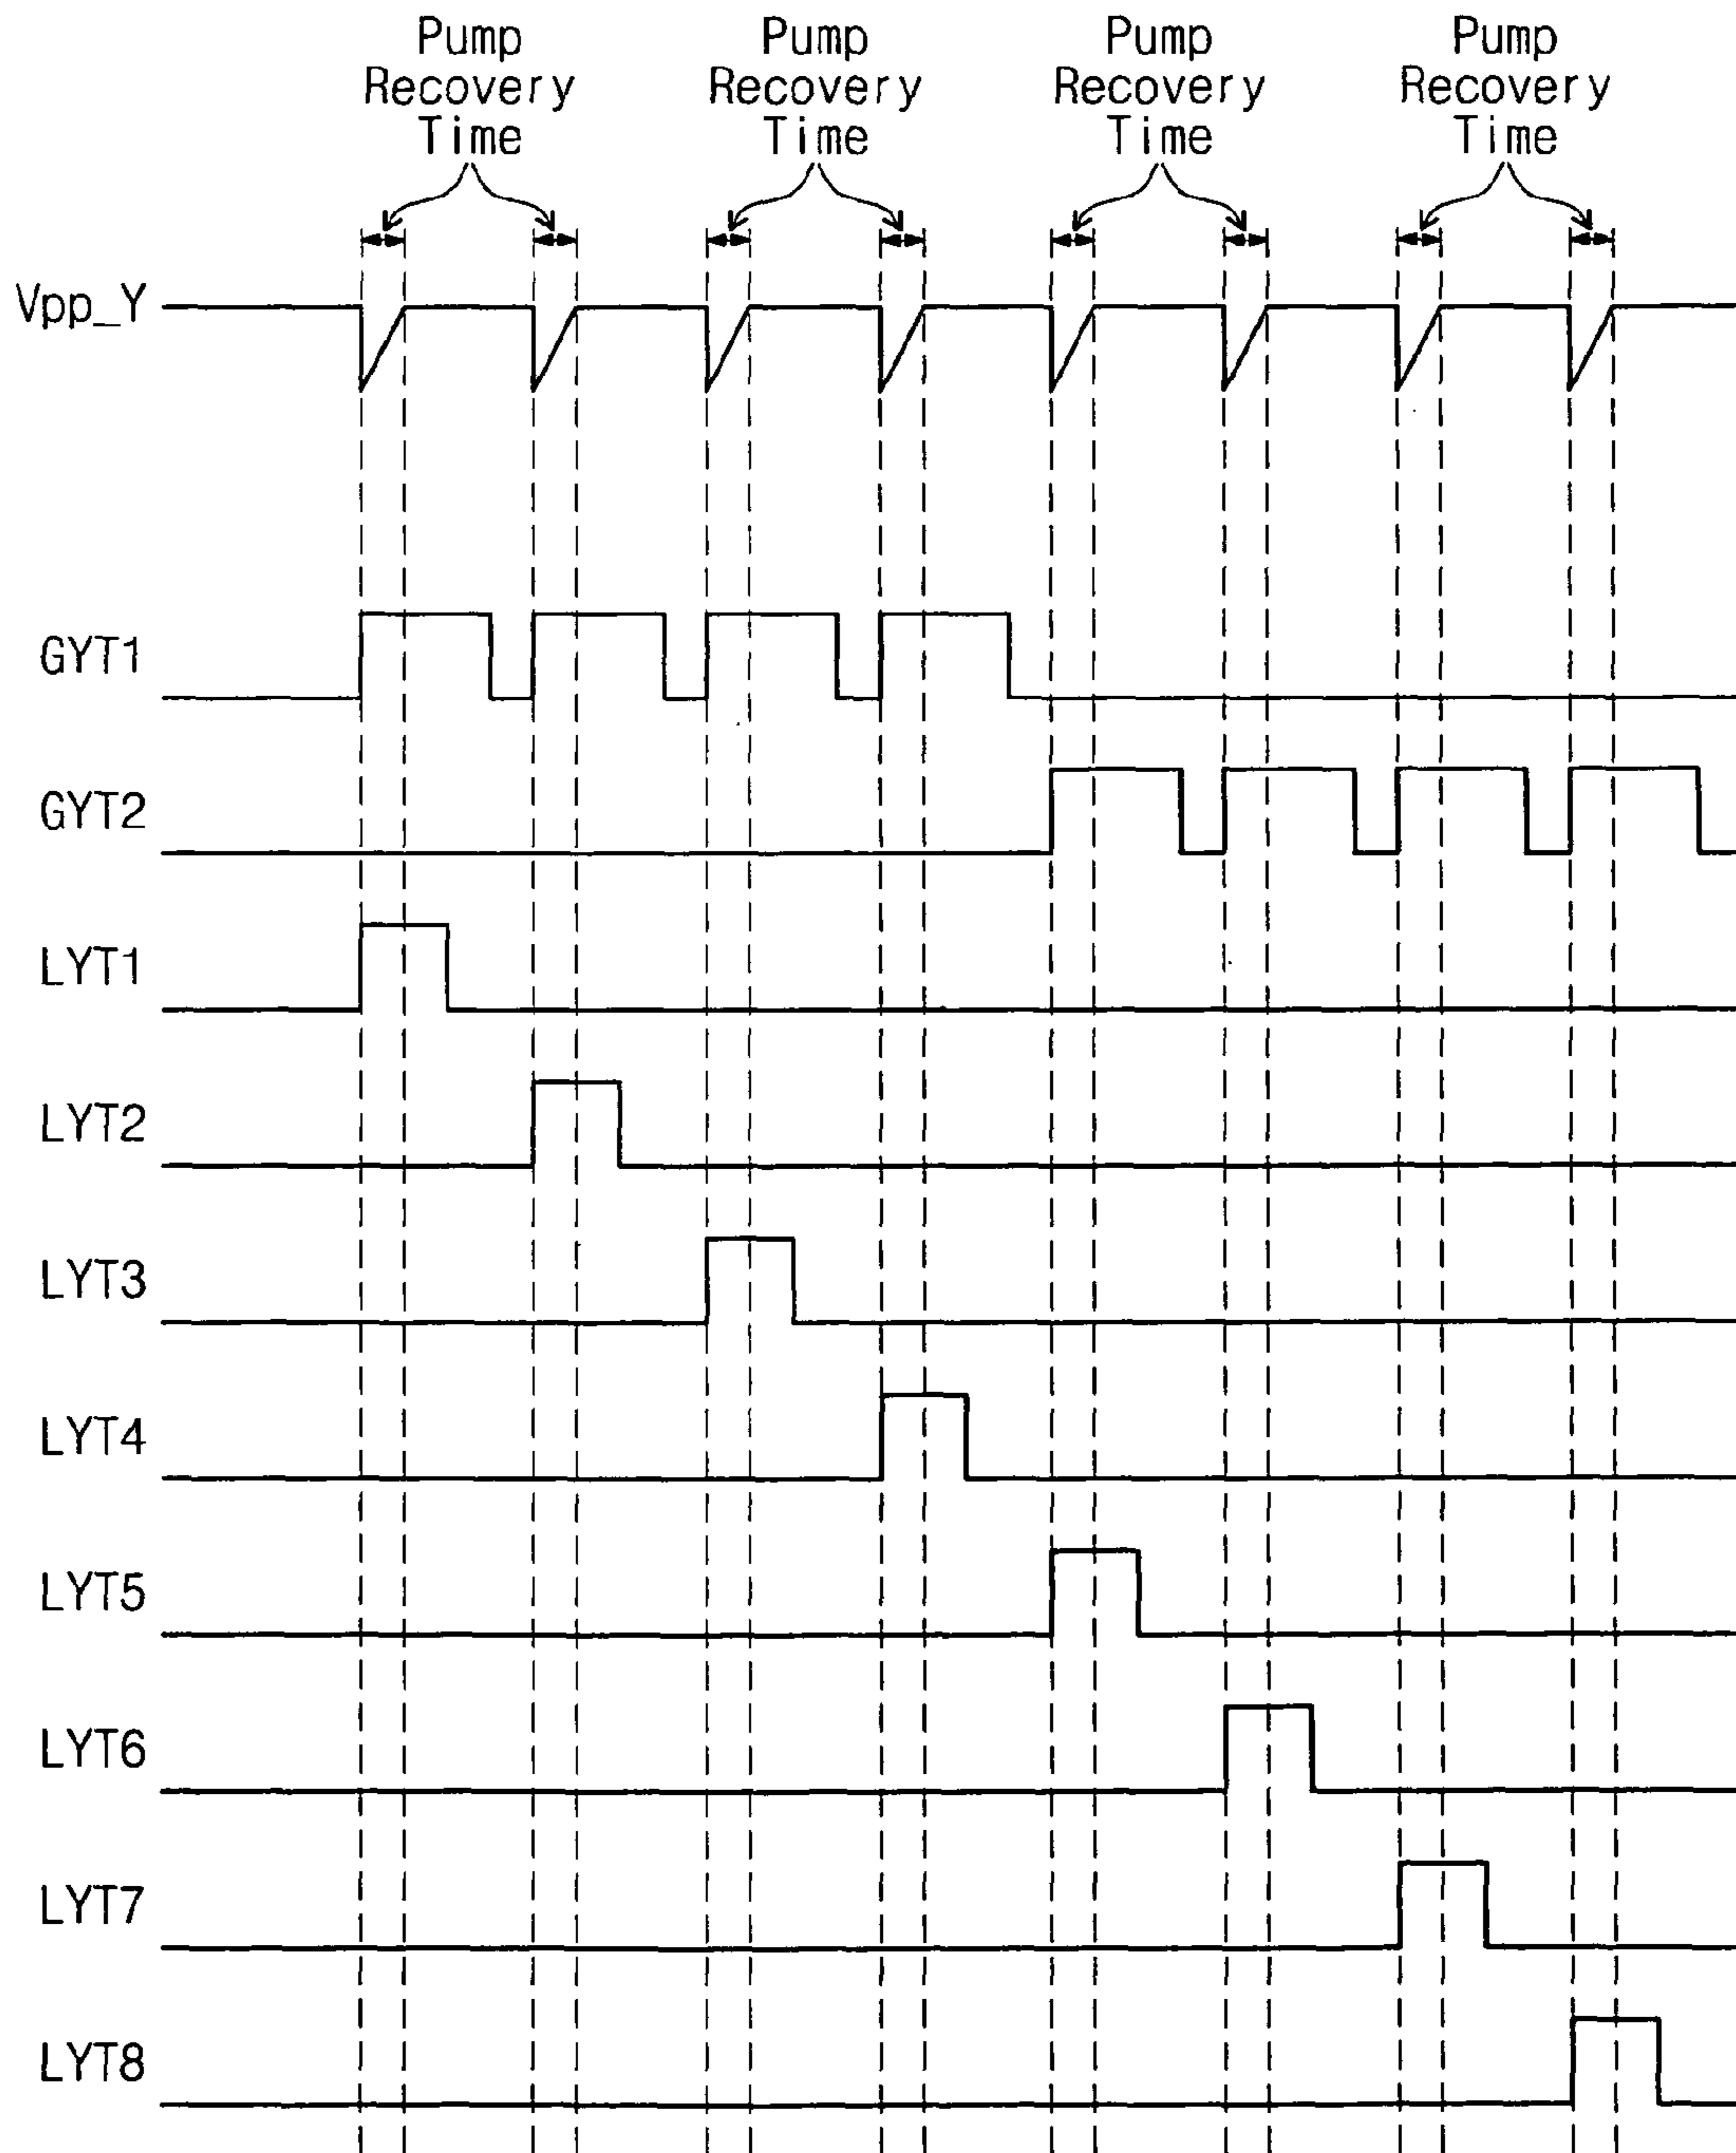 Pump
Recovery
Time
Pump
Recovery
Time
Pump
Recovery
Time
Pump
Recovery
Time
Vpp_Y
GYT1
GYT2
LYT1
LYT2
LYT3
LYT4
LYT5
LYT6
LYT7
LYT8